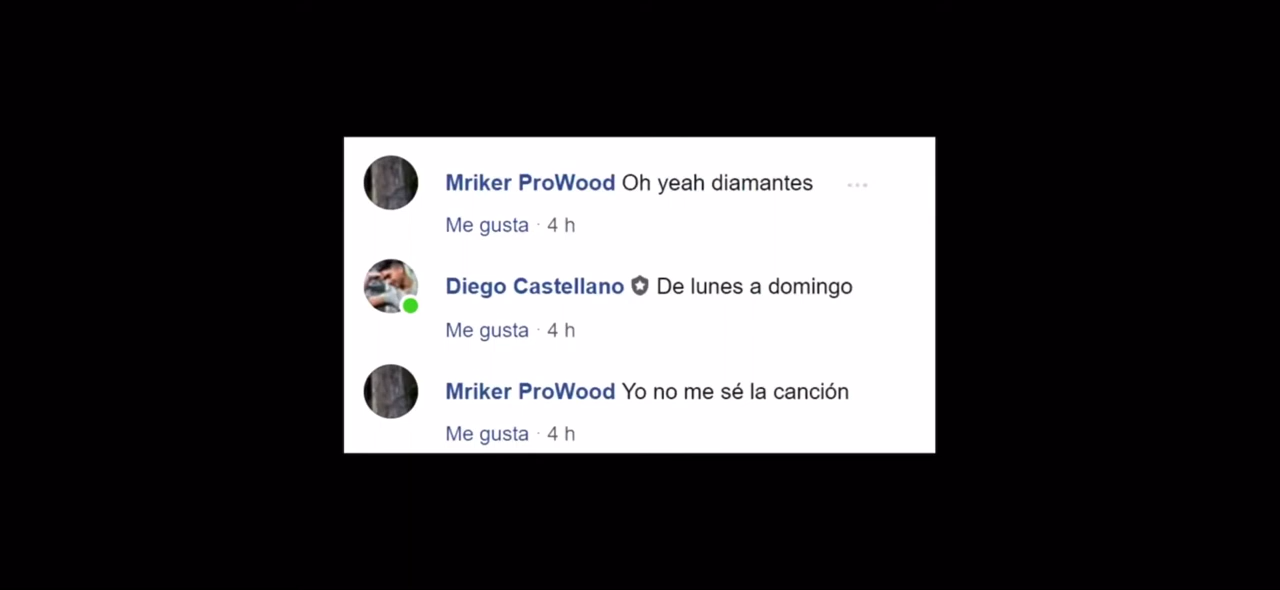 Mriker ProWood Oh yeah diamantes ...
Me gusta · 4 h
Diego Castellano De lunes a domingo
Me gusta · 4 h
Mriker ProWood Yo no me sé la canción
Me gusta · 4 h